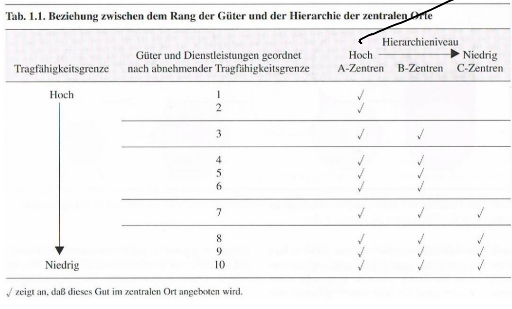 Tab. 1.1. Beziehung zwischen dem Rang der Güter und der Hierarchie der zentralen Orte
Hierarchieniveau
Güter und Dienstleistungen geordnet Hoch Niedrig
Tragfähigkeitsgrenze nach abnehmender Tragfähigkeitsgrenze A-Zentren B-Zentren C-Zentren
Hoch 1 ✓
2 ✓
3 ✓ ✓
4 ✓ ✓
5 ✓ ✓
6 ✓ ✓
7 ✓ ✓ ✓
8 ✓ ✓ ✓
9 ✓ ✓ ✓
Niedrig 10 ✓ ✓ ✓
✓ zeigt an, daß dieses Gut im zentralen Ort angeboten wird.